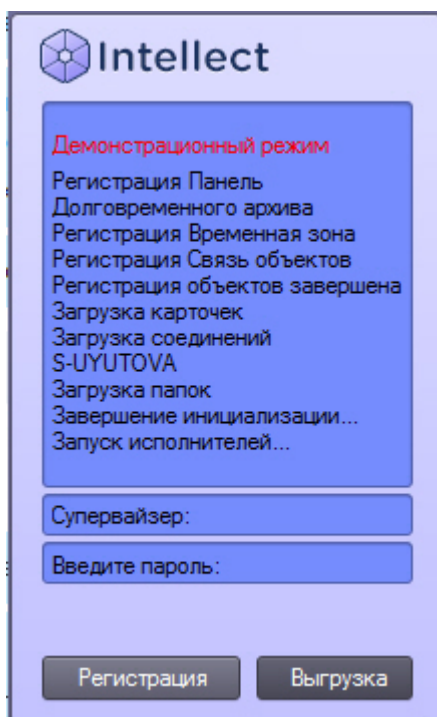 Intellect
Демонстрационный режим
Регистрация Панель
Долговременного архива
Регистрация Временная зона
Регистрация Связь объектов
Регистрация объектов завершена
Загрузка карточек
Загрузка соединений
S-UYUTOVA
Загрузка папок
Завершение инициализации...
Запуск исполнителей...
Супервайзер:
Введите пароль:
Регистрация
Выгрузка